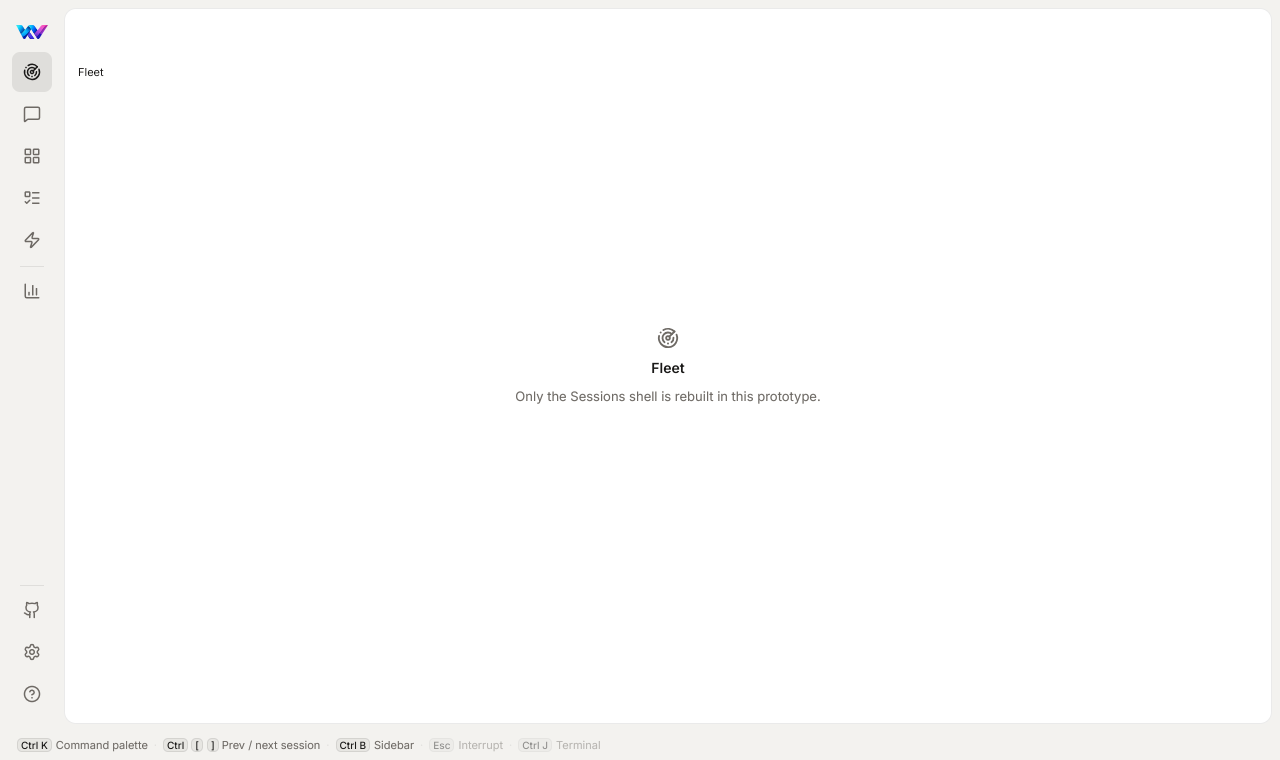 Fleet
Fleet
Only the Sessions shell is rebuilt in this prototype.
Ctrl K Command palette · Ctrl [ ] Prev / next session · Ctrl B Sidebar · Esc Interrupt · Ctrl J Terminal